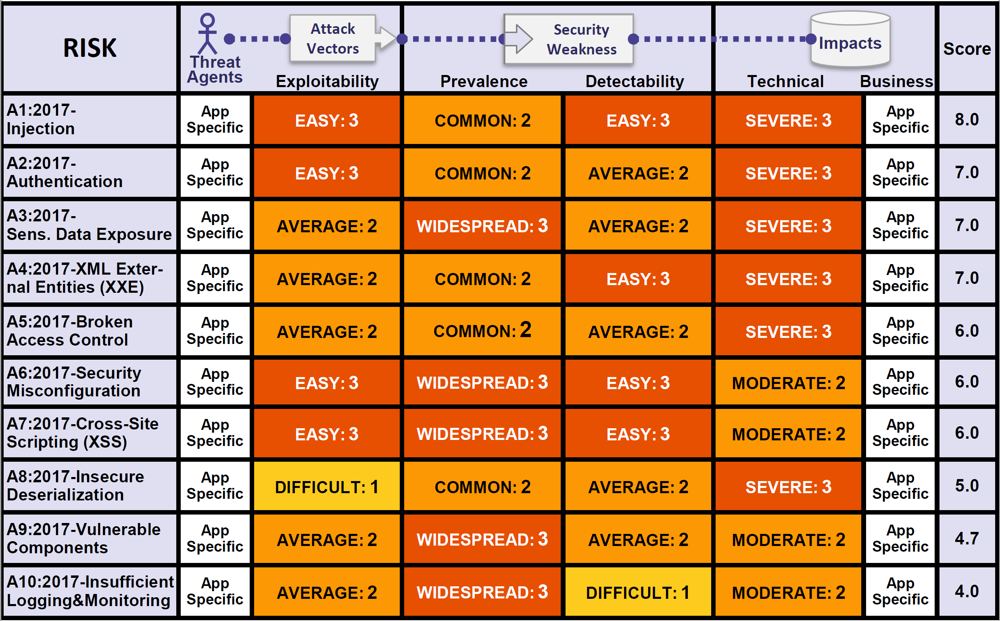 RISK
Threat
Agents
Attack
Vectors
Exploitability
Security
Weakness
Prevalence
Detectability
Impacts
Technical
Business
Score
A1:2017-
Injection
App
Specific
EASY: 3
COMMON: 2
EASY: 3
SEVERE: 3
App
Specific
8.0
A2:2017-
Authentication
App
Specific
EASY: 3
COMMON: 2
AVERAGE: 2
SEVERE: 3
App
Specific
7.0
A3:2017-
Sens. Data Exposure
App
Specific
AVERAGE: 2
WIDESPREAD: 3
AVERAGE: 2
SEVERE: 3
App
Specific
7.0
A4:2017-XML Exter-
nal Entities (XXE)
App
Specific
AVERAGE: 2
COMMON: 2
EASY: 3
SEVERE: 3
App
Specific
7.0
A5:2017-Broken
Access Control
App
Specific
AVERAGE: 2
COMMON: 2
AVERAGE: 2
SEVERE: 3
App
Specific
6.0
A6:2017-Security
Misconfiguration
App
Specific
EASY: 3
WIDESPREAD: 3
EASY: 3
MODERATE: 2
App
Specific
6.0
A7:2017-Cross-Site
Scripting (XSS)
App
Specific
EASY: 3
WIDESPREAD: 3
EASY: 3
MODERATE: 2
App
Specific
6.0
A8:2017-Insecure
Deserialization
App
Specific
DIFFICULT: 1
COMMON: 2
AVERAGE: 2
SEVERE: 3
App
Specific
5.0
A9:2017-Vulnerable
Components
App
Specific
AVERAGE: 2
WIDESPREAD: 3
AVERAGE: 2
MODERATE: 2
App
Specific
4.7
A10:2017-Insufficient
Logging&Monitoring
App
Specific
AVERAGE: 2
WIDESPREAD: 3
DIFFICULT: 1
MODERATE: 2
App
Specific
4.0